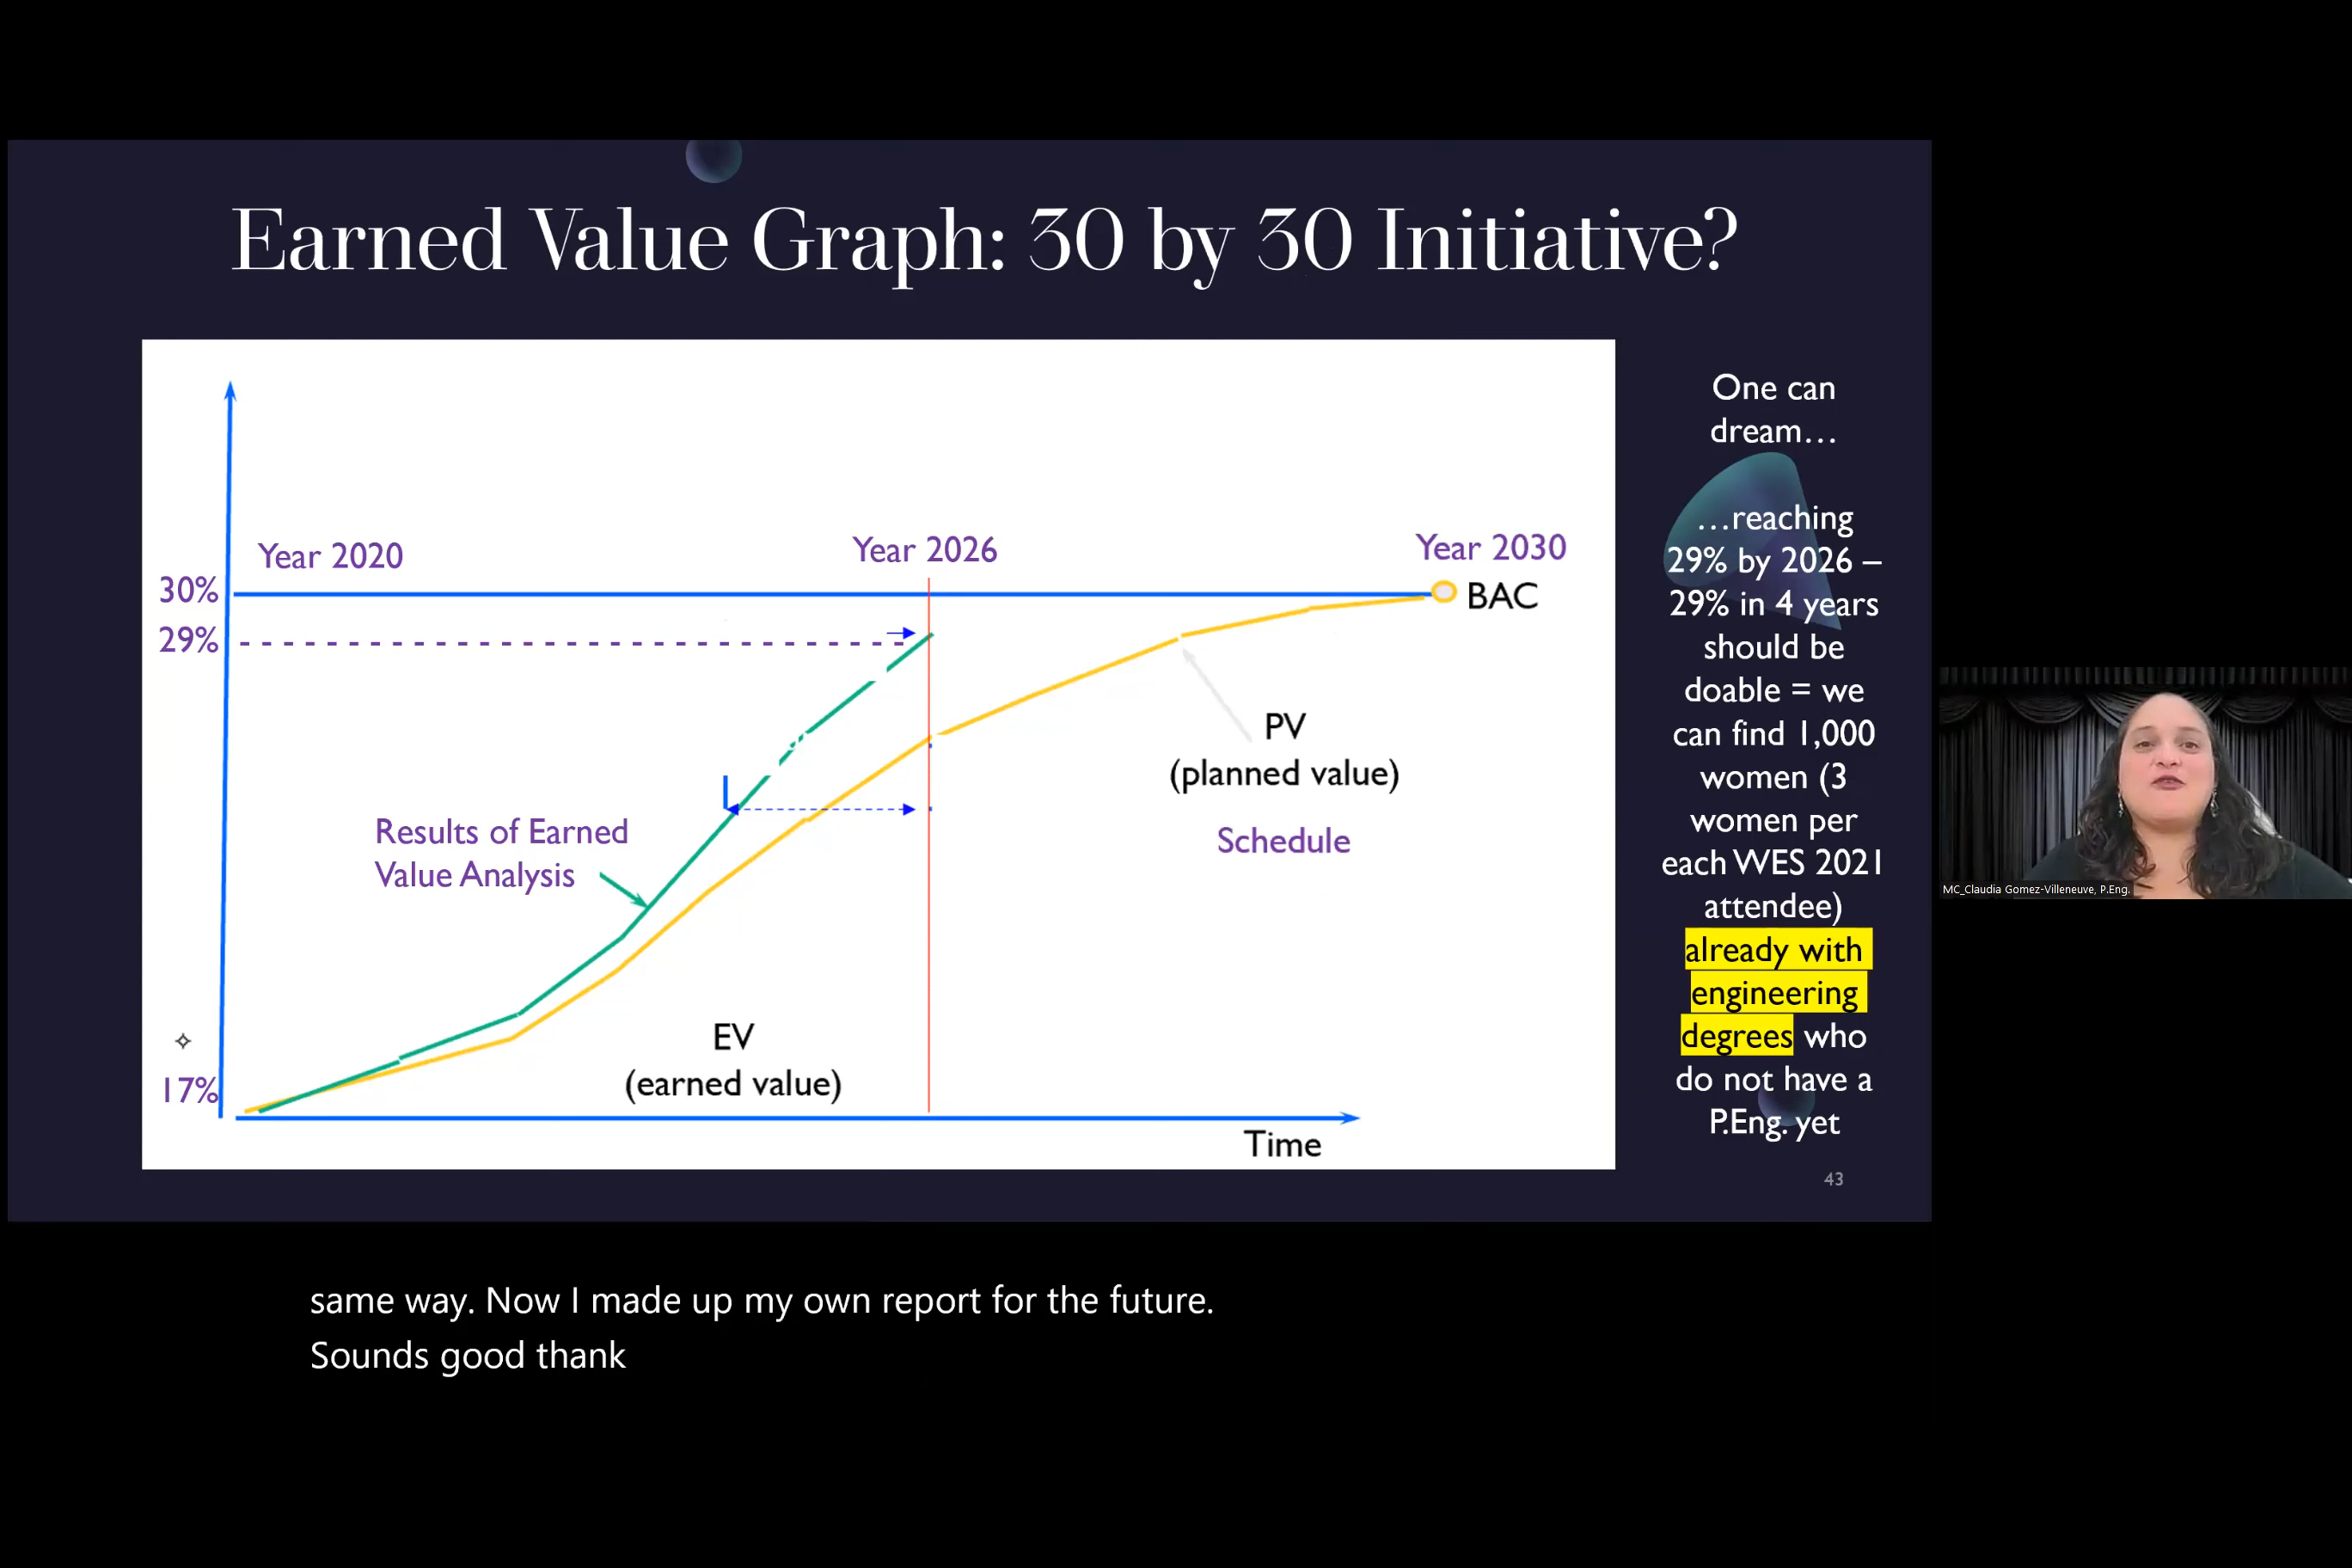 Earned Value Graph: 30 by 30 Initiative?
Year 2020
Year 2026
Year 2030
30%
BAC
29%
PV
(planned value)
Schedule
Results of Earned
Value Analysis
EV
(earned value)
17%
Time
One can
dream…
…reaching
29% by 2026 –
29% in 4 years
should be
doable = we
can find 1,000
women (3
women per
each WES 2021
attendee)
already with
engineering
degrees who
do not have a
P.Eng. yet
43
MC_Claudia Gomez-Villeneuve, P.Eng.
same way. Now I made up my own report for the future.
Sounds good thank